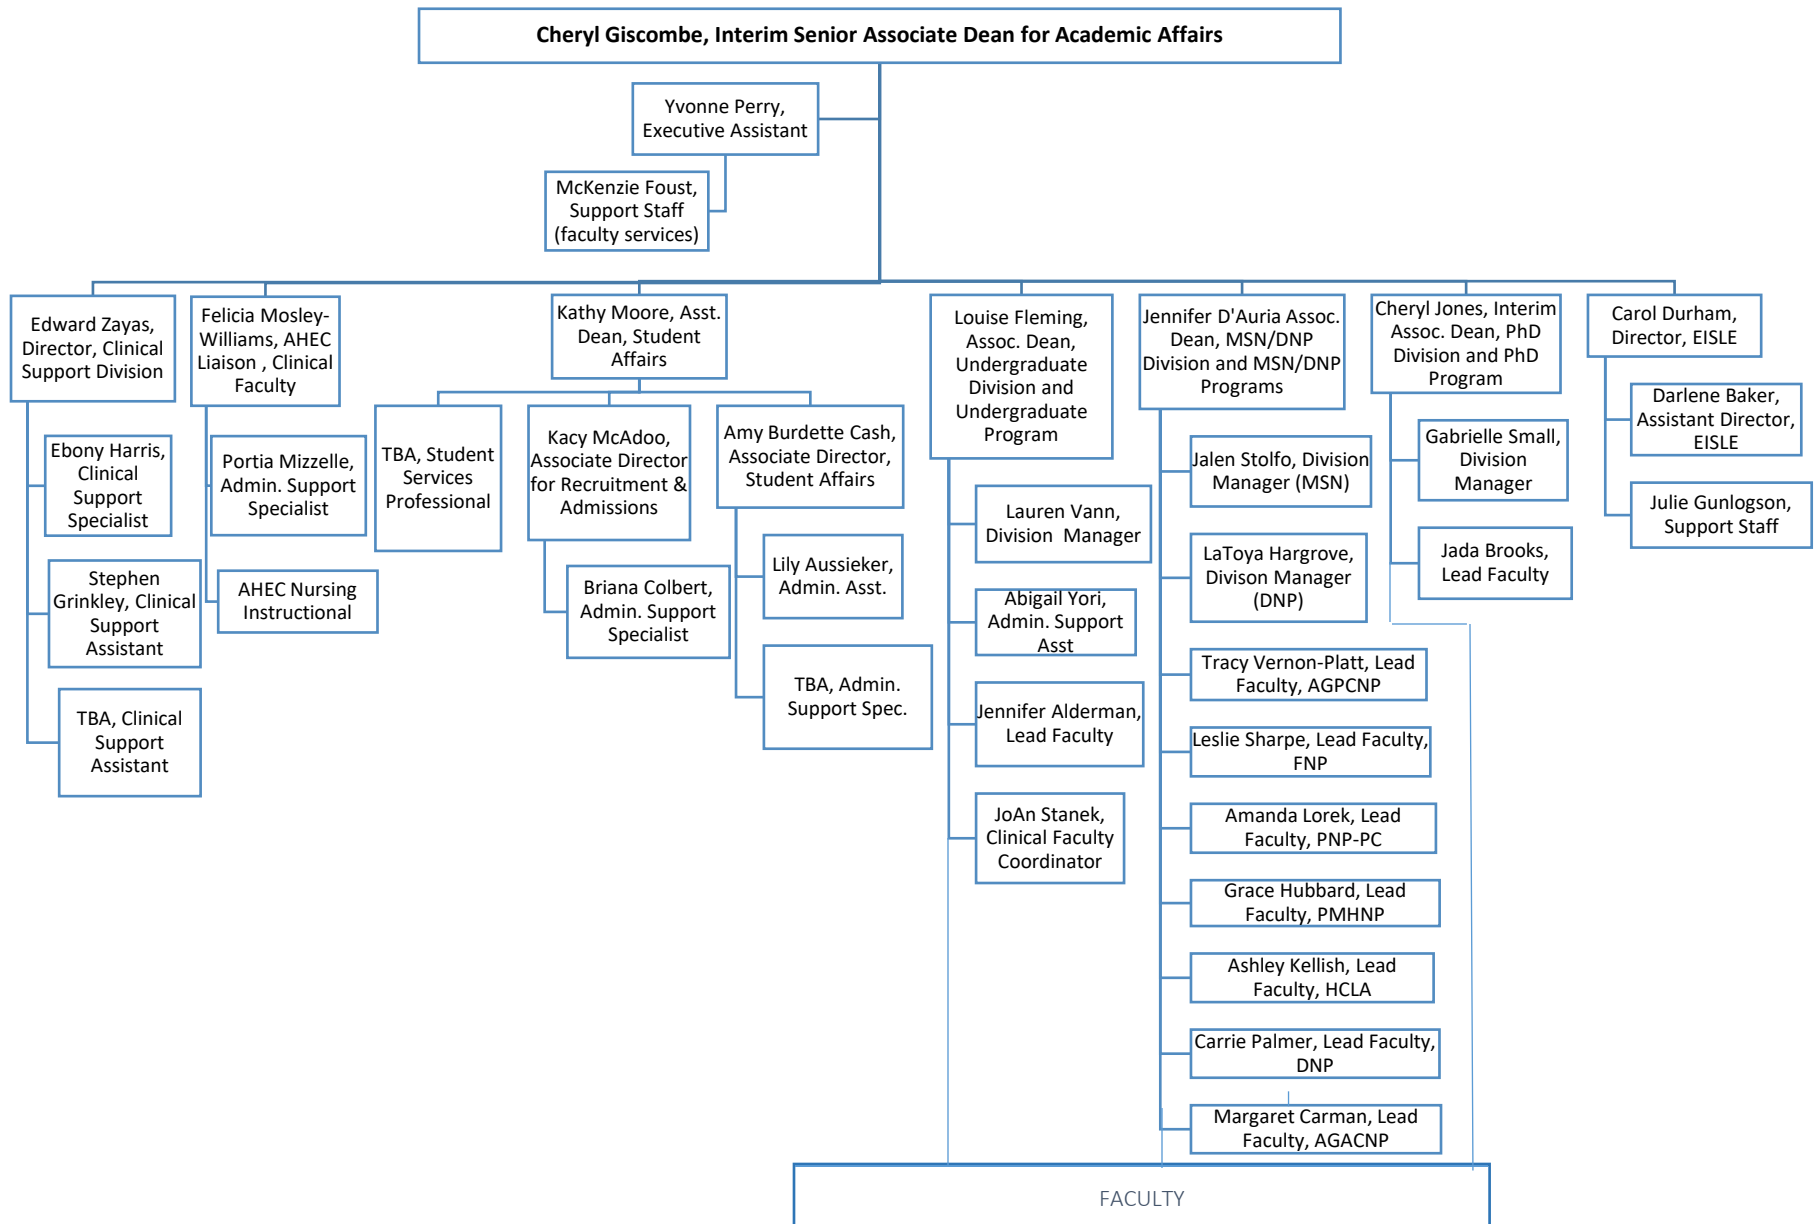 Cheryl Giscombe, Interim Senior Associate Dean for Academic Affairs
Yvonne Perry,
Executive Assistant
McKenzie Foust,
Support Staff
(faculty services)
Edward Zayas,
Director, Clinical
Support Division
Ebony Harris,
Clinical
Support
Specialist
Stephen
Grinkley, Clinical
Support
Assistant
TBA, Clinical
Support
Assistant
Felicia Mosley-
Williams, AHEC
Liaison , Clinical
Faculty
Portia Mizzelle,
Admin. Support
Specialist
AHEC Nursing
Instructional
Kathy Moore, Asst.
Dean, Student
Affairs
TBA, Student
Services
Professional
Kacy McAdoo,
Associate Director
for Recruitment &
Admissions
Briana Colbert,
Admin. Support
Specialist
Amy Burdette Cash,
Associate Director,
Student Affairs
Lily Aussieker,
Admin. Asst.
TBA, Admin.
Support Spec.
Louise Fleming,
Assoc. Dean,
Undergraduate
Division and
Undergraduate
Program
Lauren Vann,
Division  Manager
Abigail Yori,
Admin. Support
Asst
Jennifer Alderman,
Lead Faculty
JoAn Stanek,
Clinical Faculty
Coordinator
Jennifer D'Auria Assoc.
Dean, MSN/DNP
Division and MSN/DNP
Programs
Jalen Stolfo, Division
Manager (MSN)
LaToya Hargrove,
Divison Manager
(DNP)
Tracy Vernon-Platt, Lead
Faculty, AGPCNP
Leslie Sharpe, Lead Faculty,
FNP
Amanda Lorek, Lead
Faculty, PNP-PC
Grace Hubbard, Lead
Faculty, PMHNP
Ashley Kellish, Lead
Faculty, HCLA
Carrie Palmer, Lead Faculty,
DNP
Margaret Carman, Lead
Faculty, AGACNP
Cheryl Jones, Interim
Assoc. Dean, PhD
Division and PhD
Program
Gabrielle Small,
Division
Manager
Jada Brooks,
Lead Faculty
Carol Durham,
Director, EISLE
Darlene Baker,
Assistant Director,
EISLE
Julie Gunlogson,
Support Staff
FACULTY